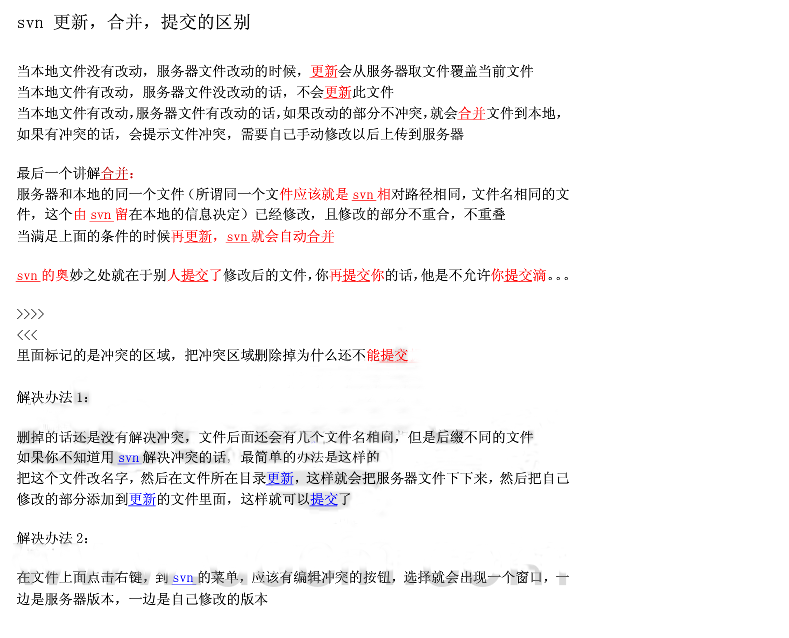 svn 更新，合并，提交的区别
当本地文件没有改动，服务器文件改动的时候，更新会从服务器取文件覆盖当前文件
当本地文件有改动，服务器文件没改动的话，不会更新此文件
当本地文件有改动，服务器文件有改动的话，如果改动的部分不冲突，就会合并文件到本地，
如果有冲突的话，会提示文件冲突，需要自己手动修改以后上传到服务器
最后一个讲解合并：
服务器和本地的同一个文件（所谓同一个文件应该就是 svn 相对路径相同，文件名相同的文
件，这个由 svn 留在本地的信息决定）已经修改，且修改的部分不重合，不重叠
当满足上面的条件的时候再更新，svn 就会自动合并
svn 的奥妙之处就在于别人提交了修改后的文件，你再提交你的话，他是不允许你提交滴。。。
>>>>
<<<
里面标记的是冲突的区域，把冲突区域删除掉为什么还不能提交
解决办法 1：
删掉的话还是没有解决冲突，文件后面还会有几个文件名相同，但是后缀不同的文件
如果你不知道用 svn 解决冲突的话，最简单的办法是这样的
把这个文件改名字，然后在文件所在目录更新，这样就会把服务器文件下下来，然后把自己
修改的部分添加到更新的文件里面，这样就可以提交了
解决办法 2：
在文件上面点击右键，到 svn 的菜单，应该有编辑冲突的按钮，选择就会出现一个窗口，一
边是服务器版本，一边是自己修改的版本